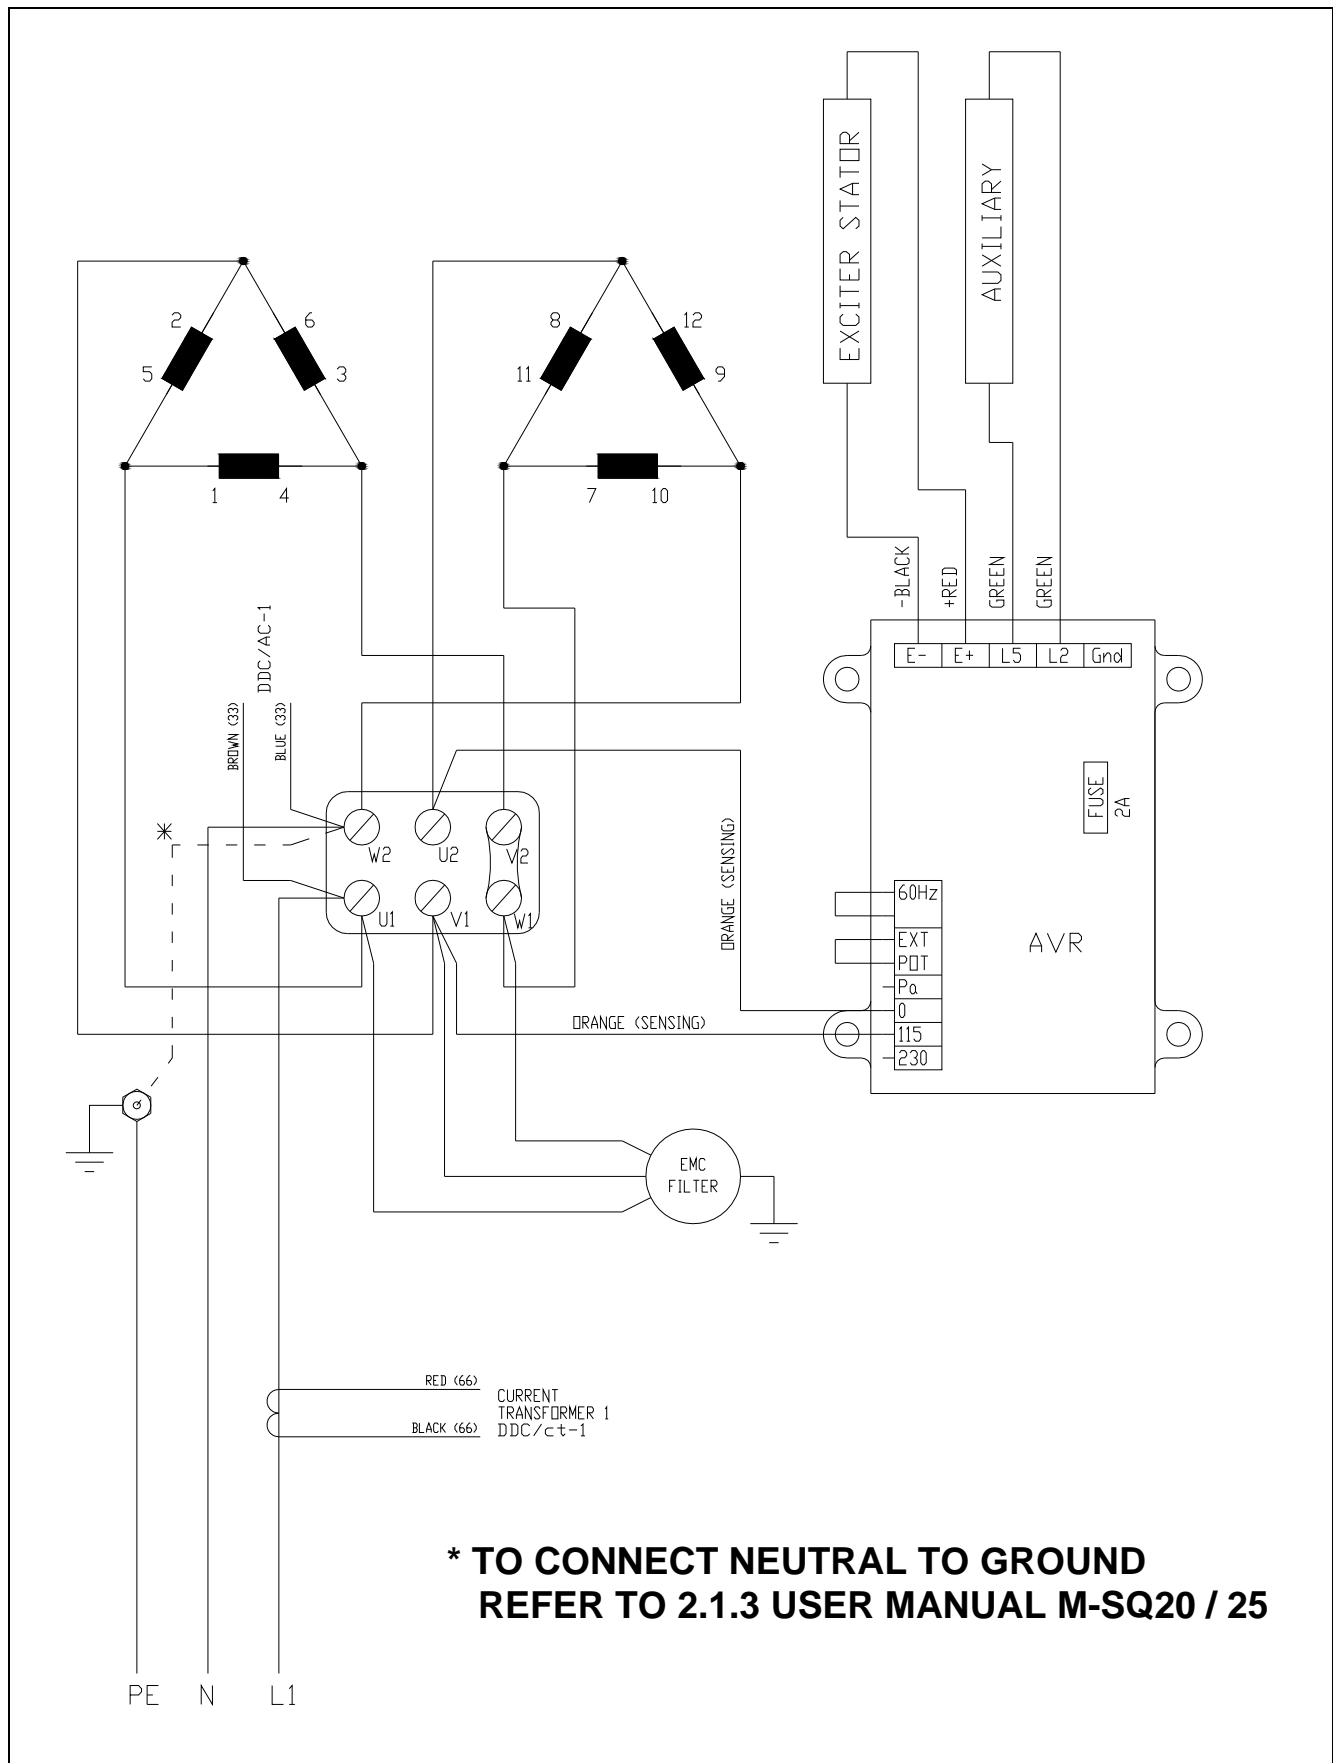 EXCITER STATOR
AUXILIARY
2
6
5
3
1
4
8
12
11
9
7
10
-BLACK
+RED
GREEN
GREEN
E-
E+
L5
L2
Gnd
DDC/AC-1
BROWN (33)
BLUE (33)
FUSE
2A
*
W2
U2
V2
U1
V1
W1
ORANGE (SENSING)
60Hz
EXT
POT
Pa
0
115
230
AVR
ORANGE (SENSING)
EMC
FILTER
RED (66)
BLACK (66)
CURRENT
TRANSFORMER 1
DDC/ct-1
* TO CONNECT NEUTRAL TO GROUND
REFER TO 2.1.3 USER MANUAL M-SQ20 / 25
PE
N
L1